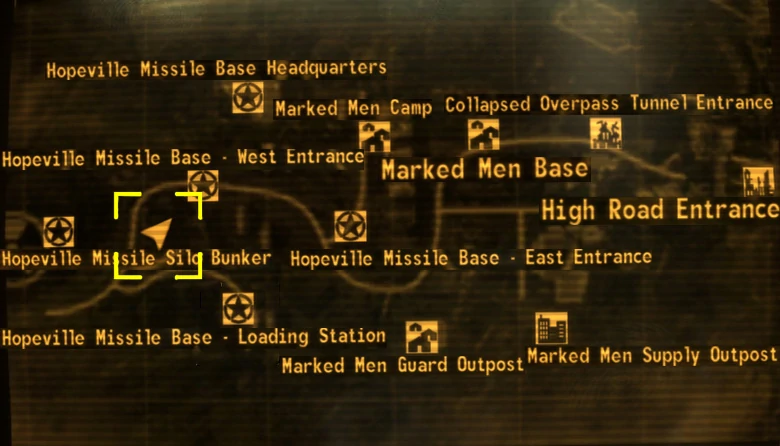 Hopeville Missile Base Headquarters
Marked Men Camp
Collapsed Overpass Tunnel Entrance
Hopeville Missile Base - West Entrance
Marked Men Base
High Road Entrance
Hopeville Missile Silo Bunker
Hopeville Missile Base - East Entrance
Hopeville Missile Base - Loading Station
Marked Men Guard Outpost
Marked Men Supply Outpost